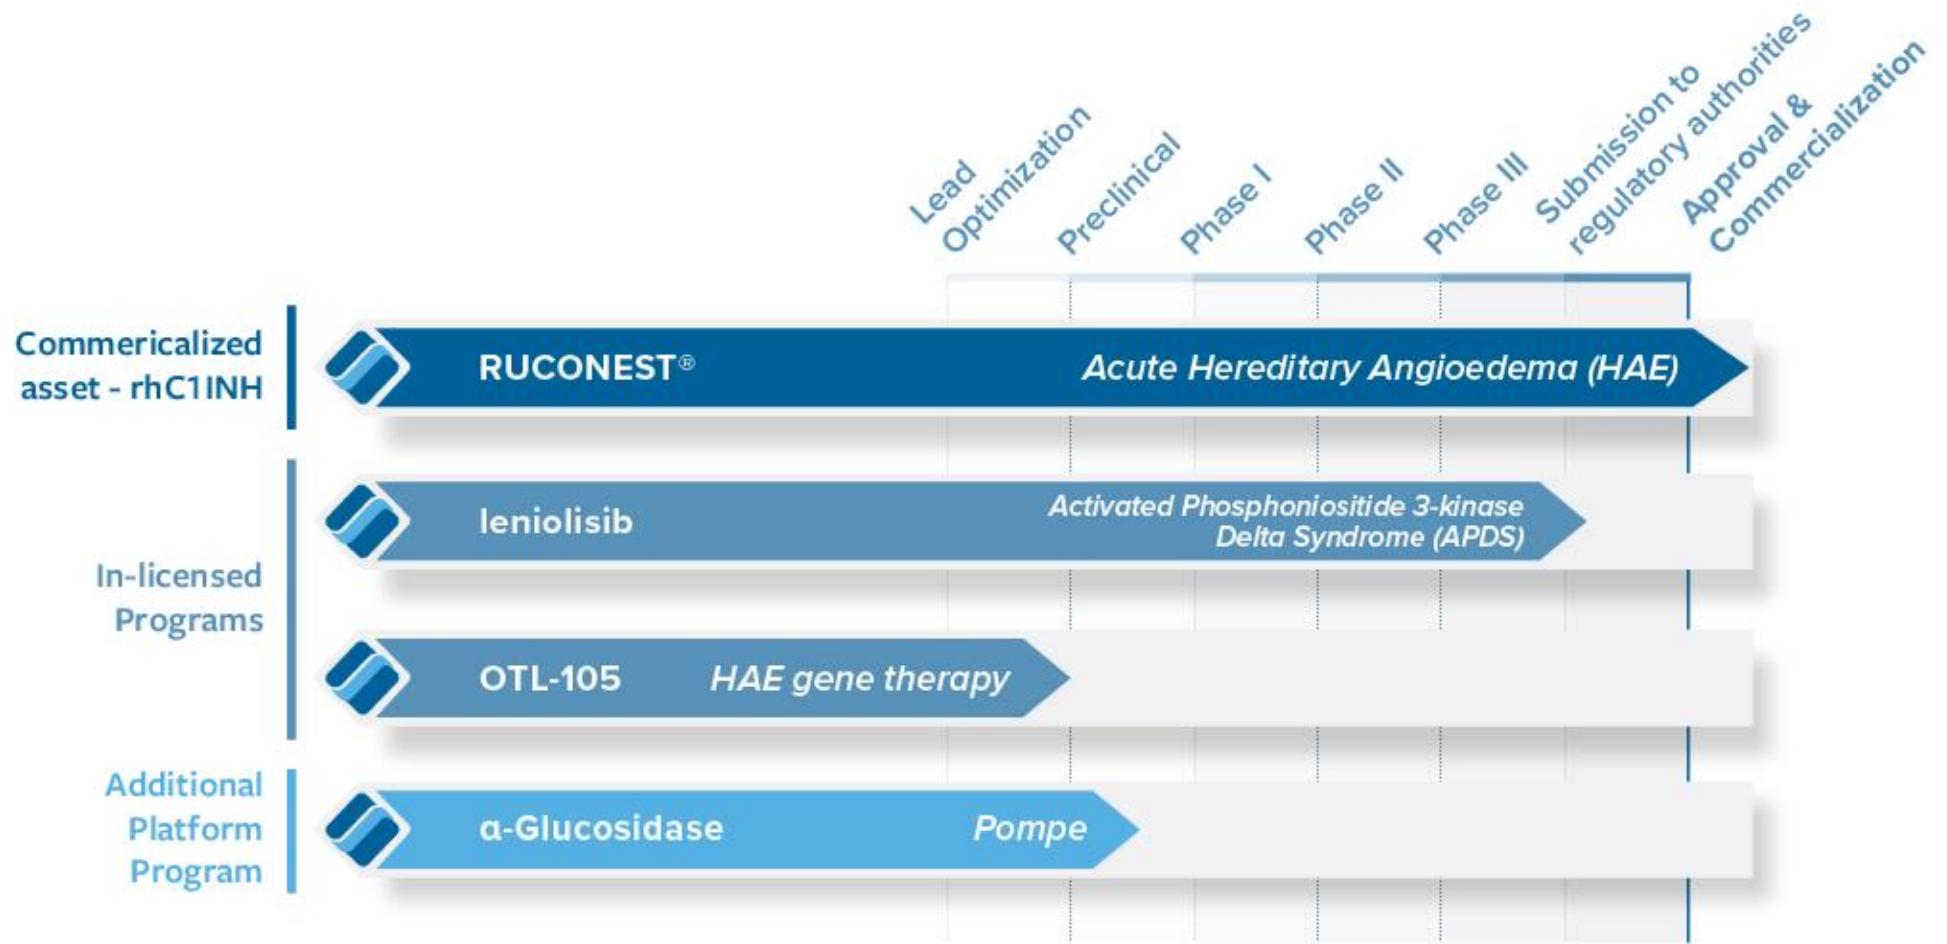 Lead
Optimization
Preclinical
Phase I
Phase II
Phase III
Submission to
regulatory authorities
Approval &
Commercialization
Commericalized
asset - rhC1INH
RUCONEST®
Acute Hereditary Angioedema (HAE)
In-licensed
Programs
leniolisib
Activated Phosphoniositide 3-kinase
Delta Syndrome (APDS)
OTL-105
HAE gene therapy
Additional
Platform
Program
α-Glucosidase
Pompe